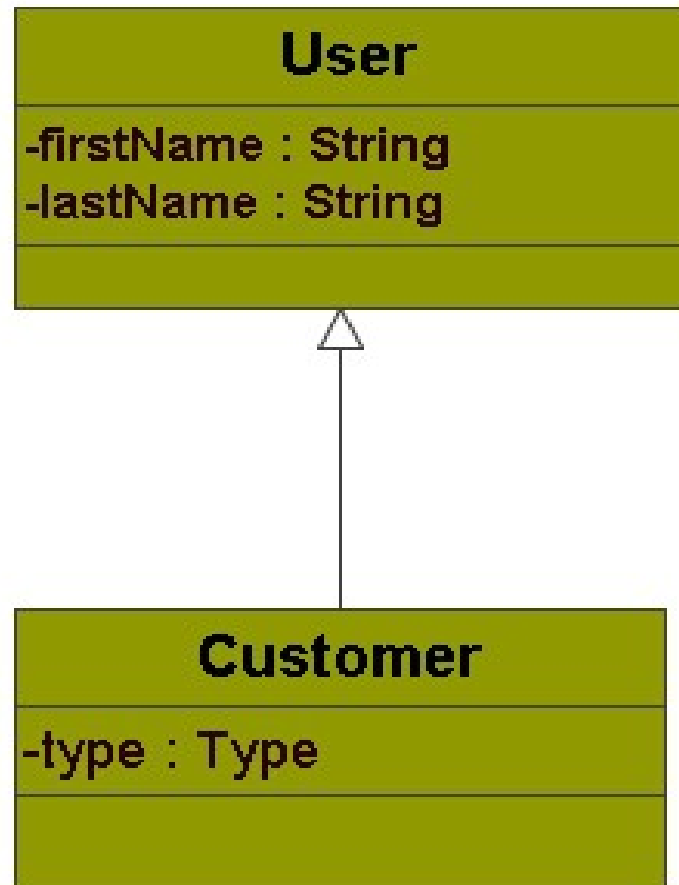 User
-firstName : String
-lastName : String
Customer
-type : Type